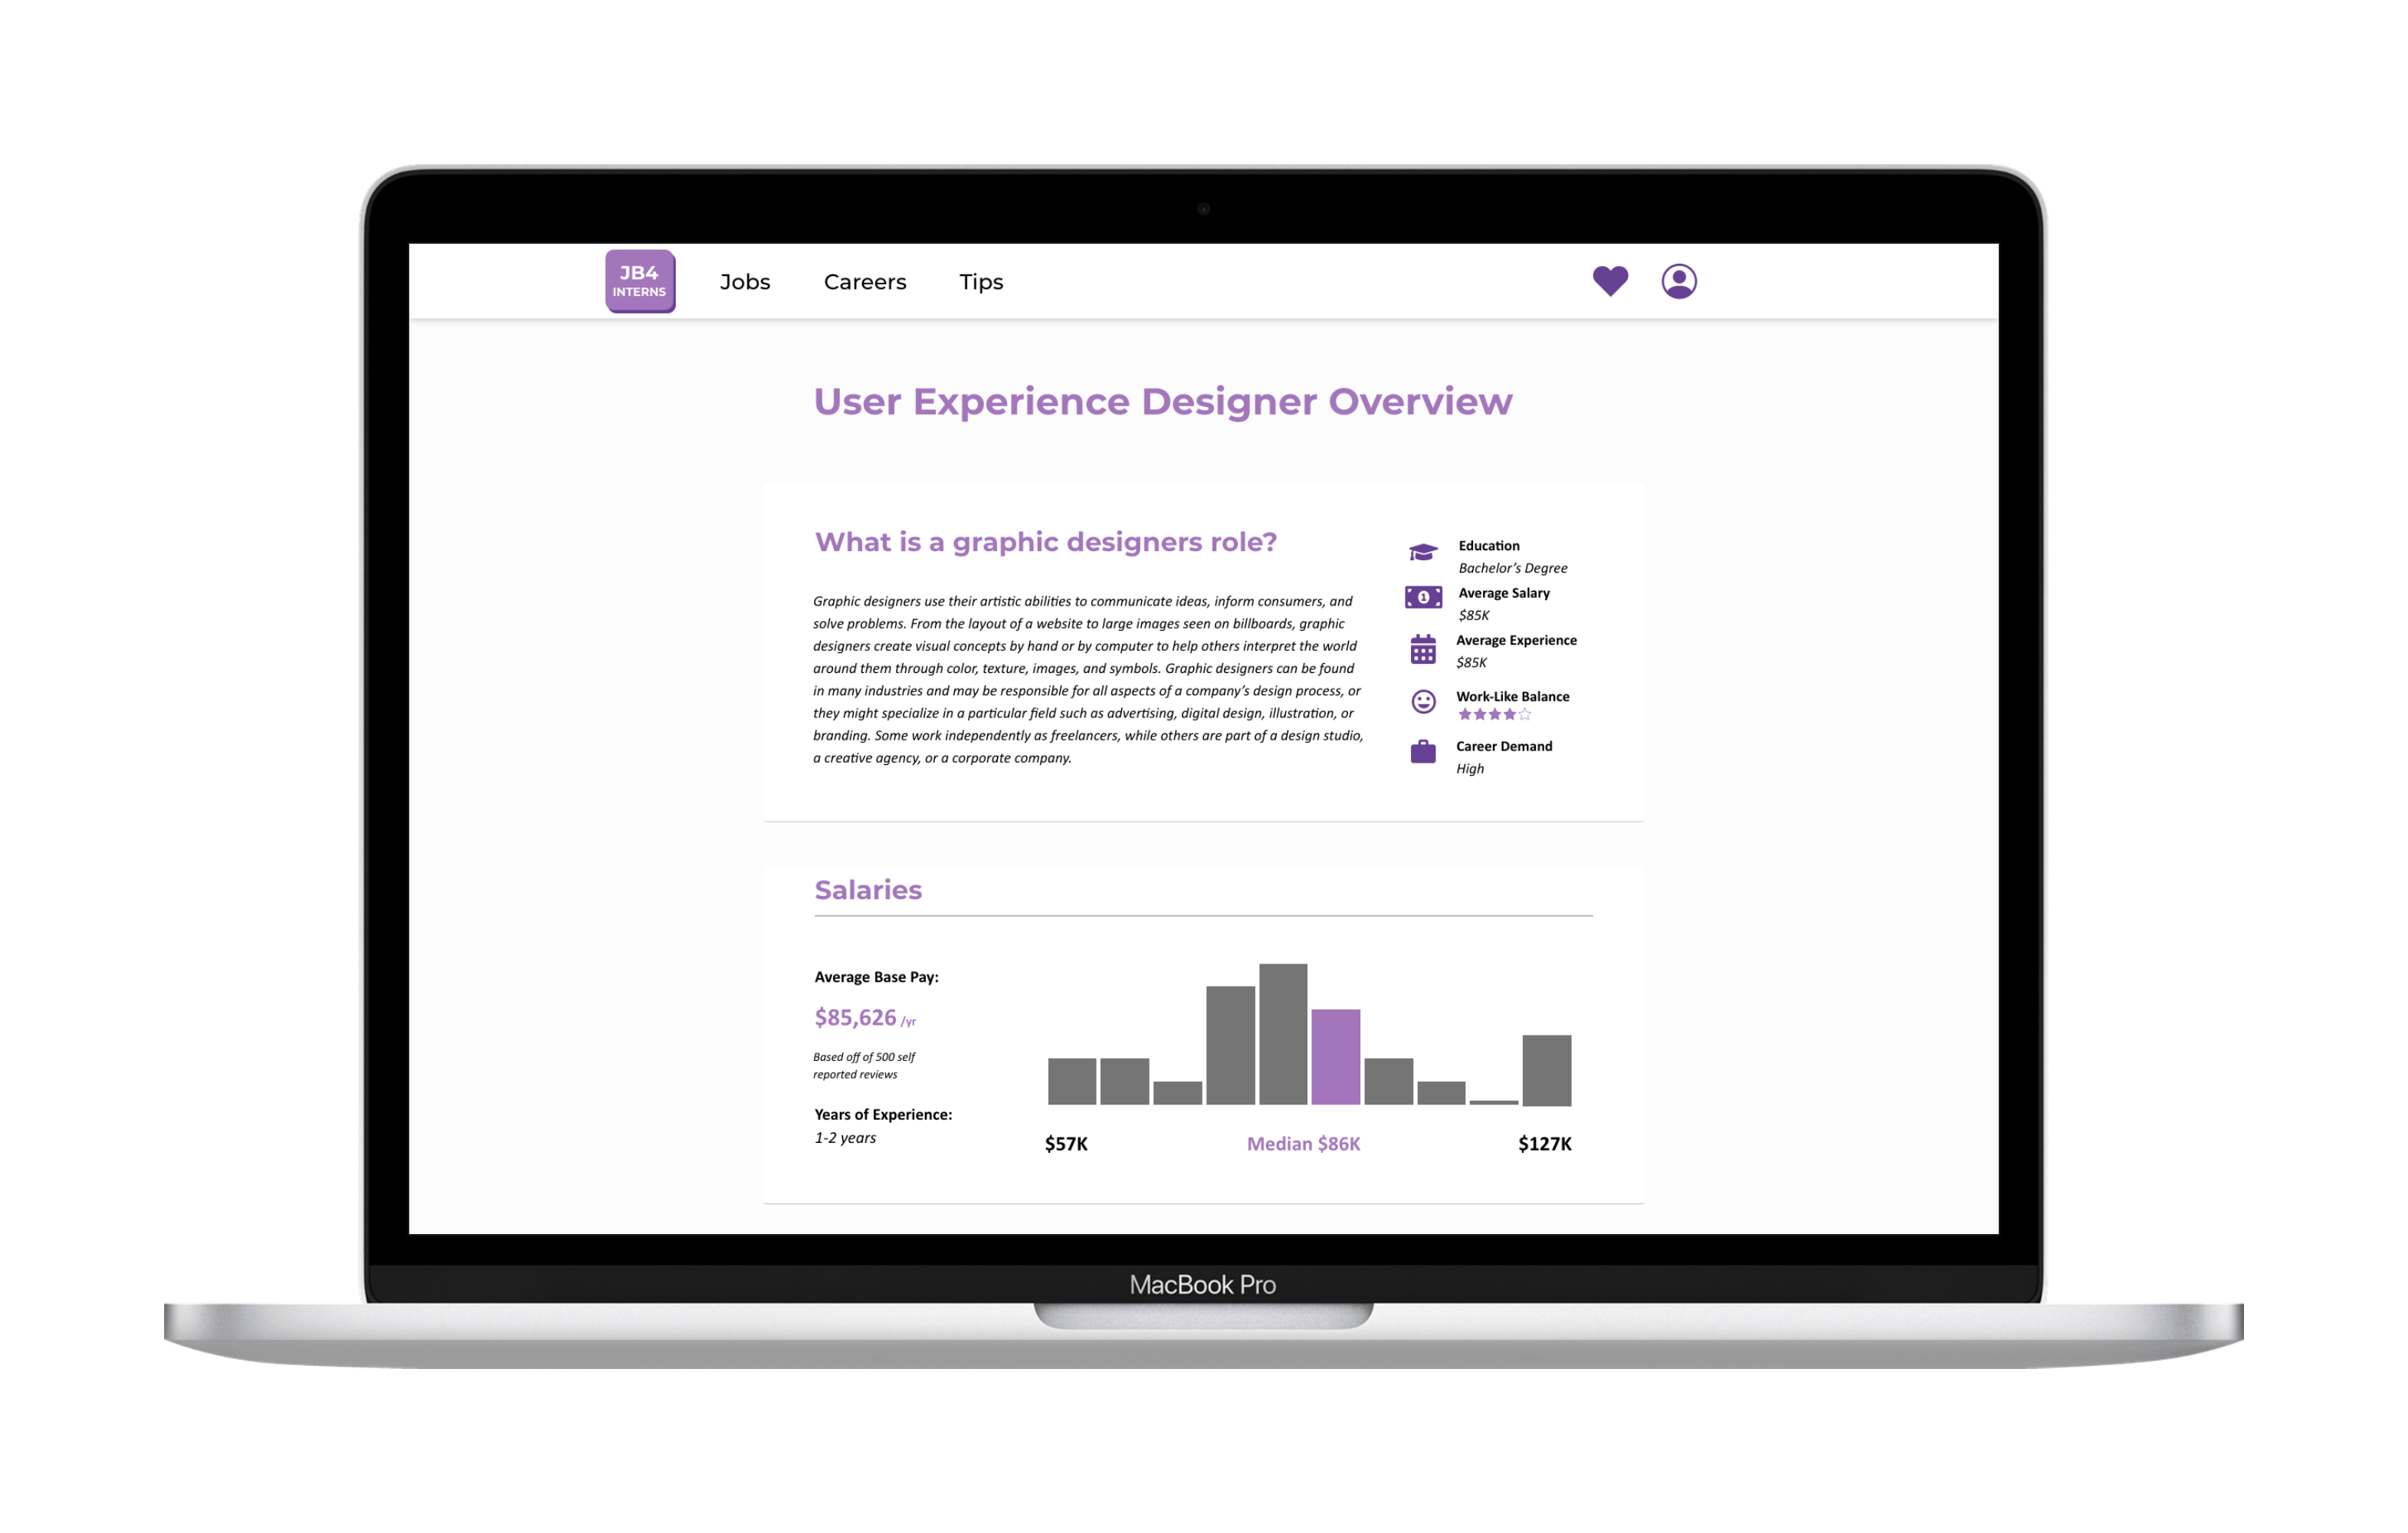 JB4
INTERNS
Jobs
Careers
Tips
User Experience Designer Overview
What is a graphic designers role?
Graphic designers use their artistic abilities to communicate ideas, inform consumers, and
solve problems. From the layout of a website to large images seen on billboards, graphic
designers create visual concepts by hand or by computer to help others interpret the world
around them through color, texture, images, and symbols. Graphic designers can be found
in many industries and may be responsible for all aspects of a company’s design process, or
they might specialize in a particular field such as advertising, digital design, illustration, or
branding. Some work independently as freelancers, while others are part of a design studio,
a creative agency, or a corporate company.
Education
Bachelor’s Degree
1
Average Salary
$85K
Average Experience
$85K
Work-Like Balance
Career Demand
High
Salaries
Average Base Pay:
$85,626 /yr
Based off of 500 self
reported reviews
Years of Experience:
1-2 years
$57K
Median $86K
$127K
MacBook Pro